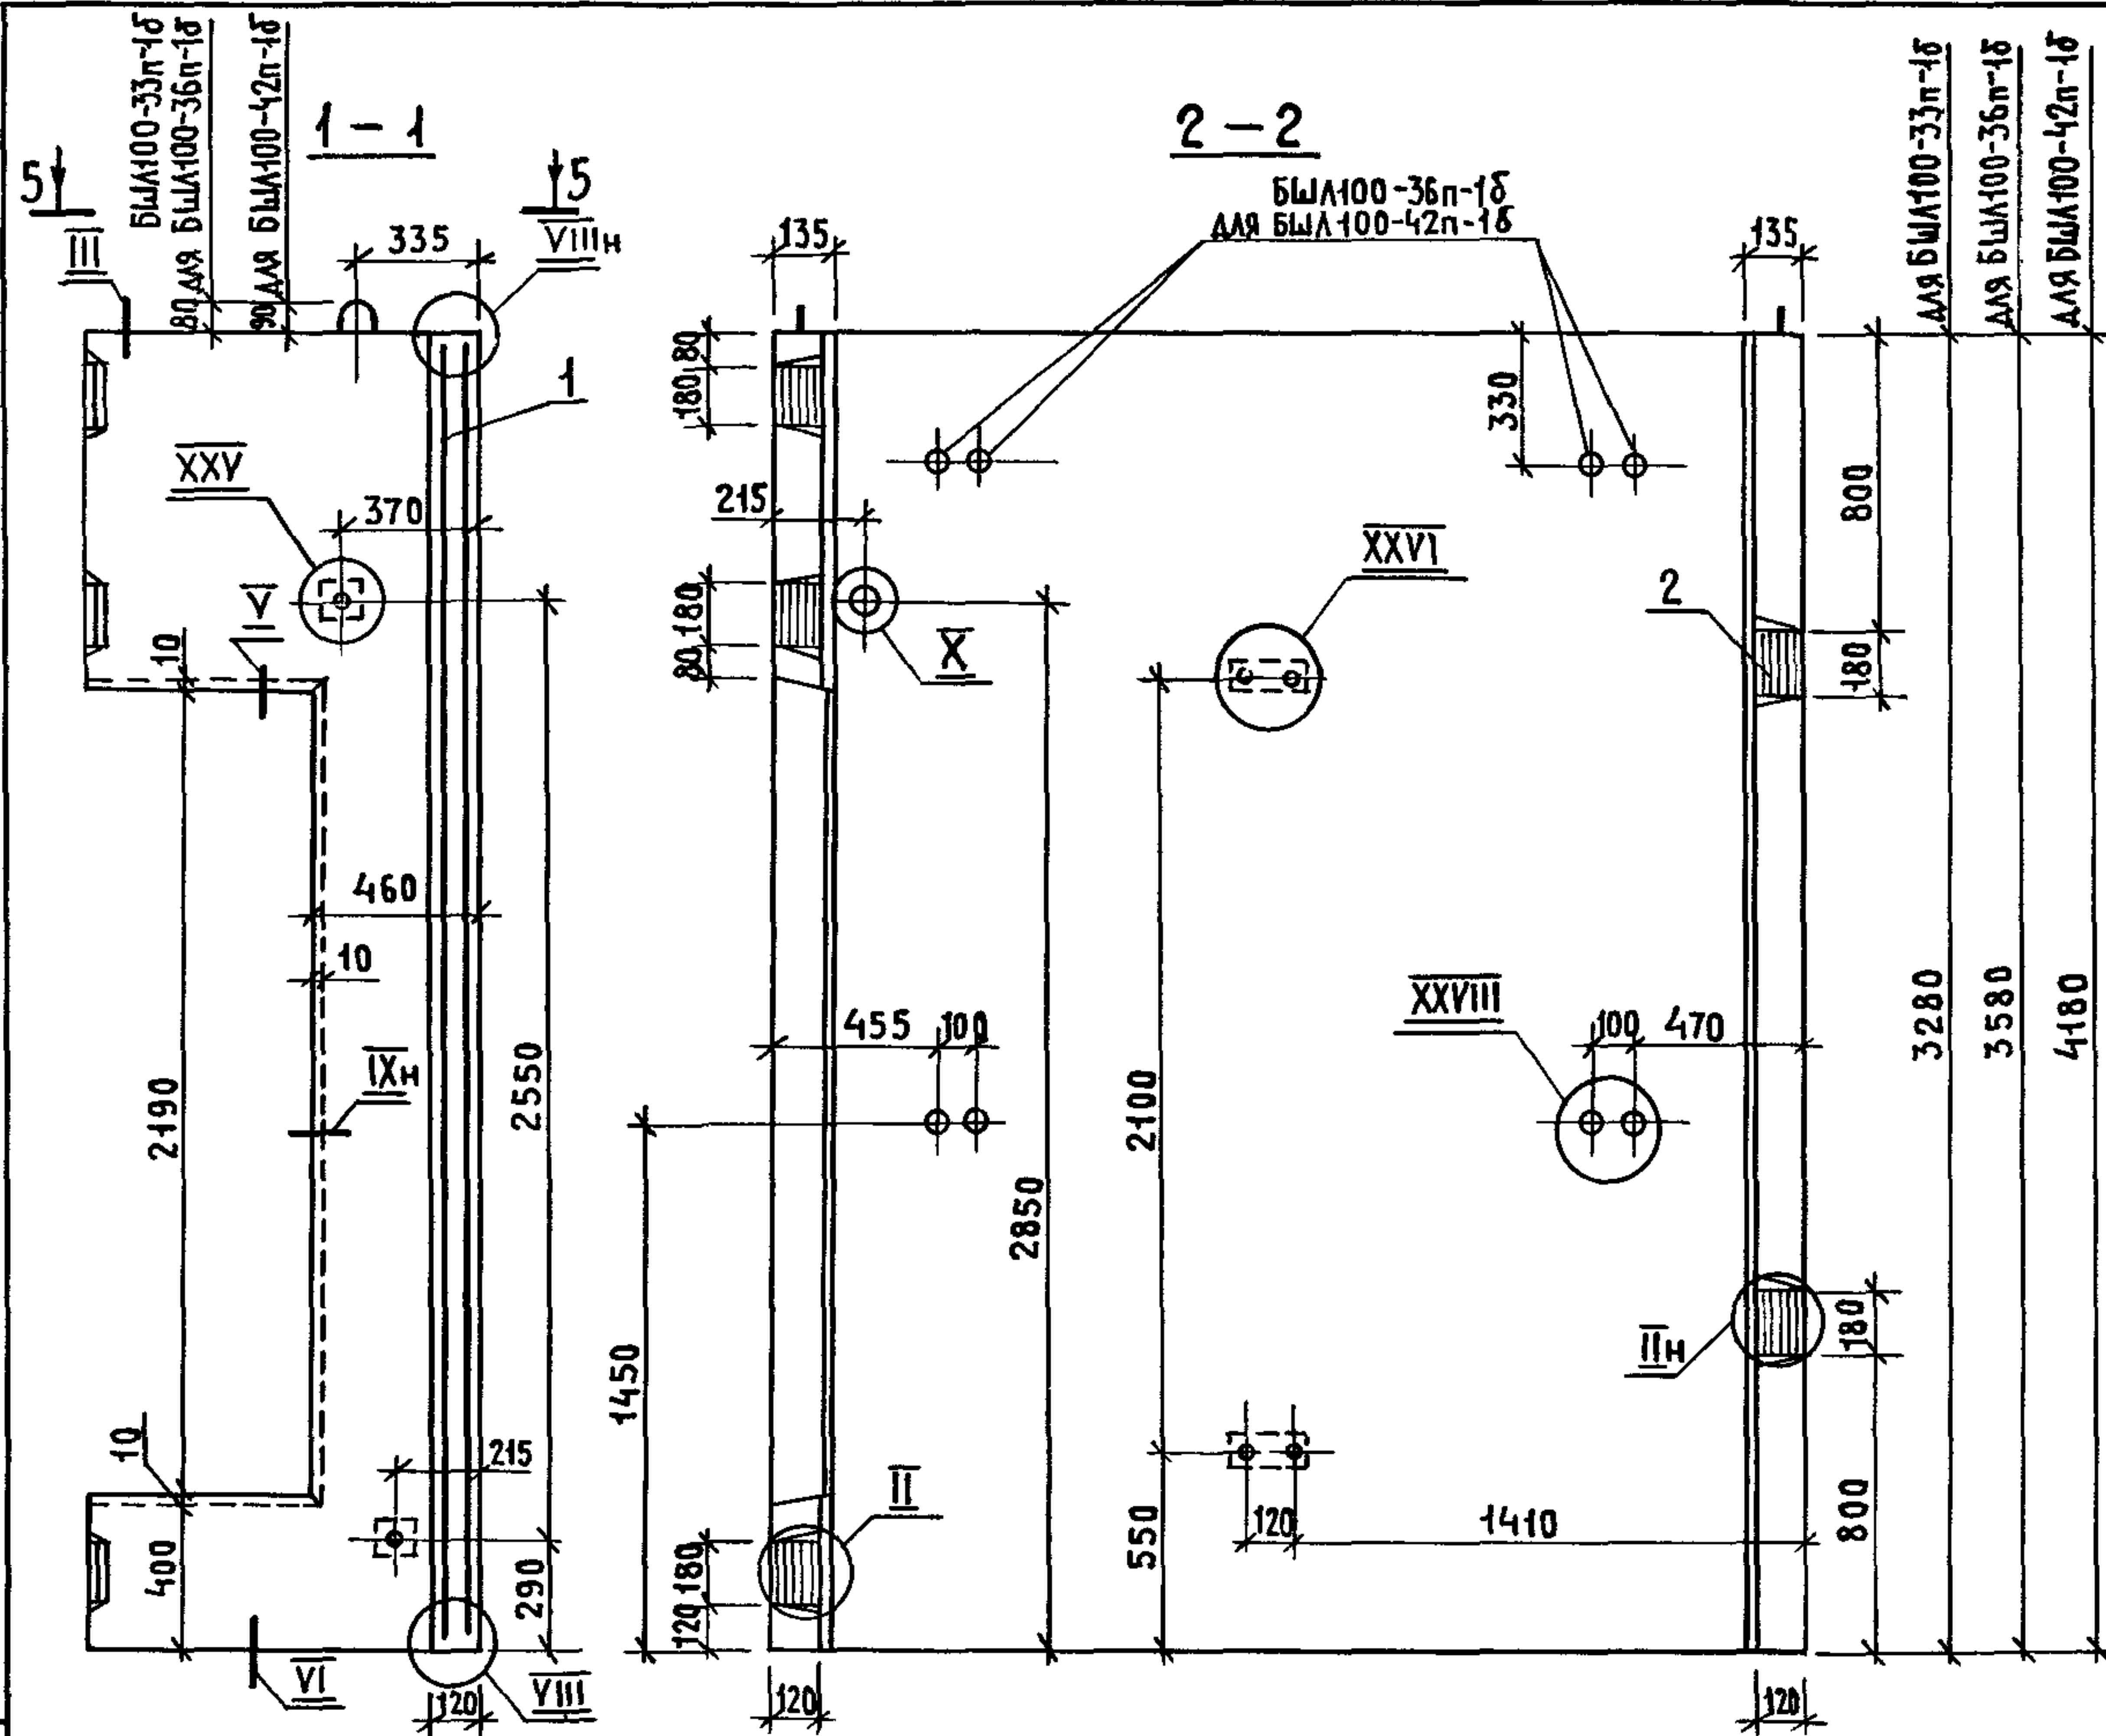 1 - 1
2 - 2
5
5
БШЛ100-33п-1б
80 ДЛЯ БШЛ100-36п-1б
90 ДЛЯ БШЛ100-42п-1б
III
335
VIIIн
1
XXV
370
V
10
460
10
IXн
2190
2550
10
215
400
290
VI
120
VIII
БШЛ100-36п-1б
ДЛЯ БШЛ100-42п-1б
135
135
80
180
330
215
X
180
80
XXVI
2
800
180
455
100
XXVIII
100
470
2100
2850
1450
550
IIн
180
800
II
120
1410
180
120
120
120
ДЛЯ БШЛ100-33п-1б
ДЛЯ БШЛ100-36п-1б
ДЛЯ БШЛ100-42п-1б
3280
3580
4180